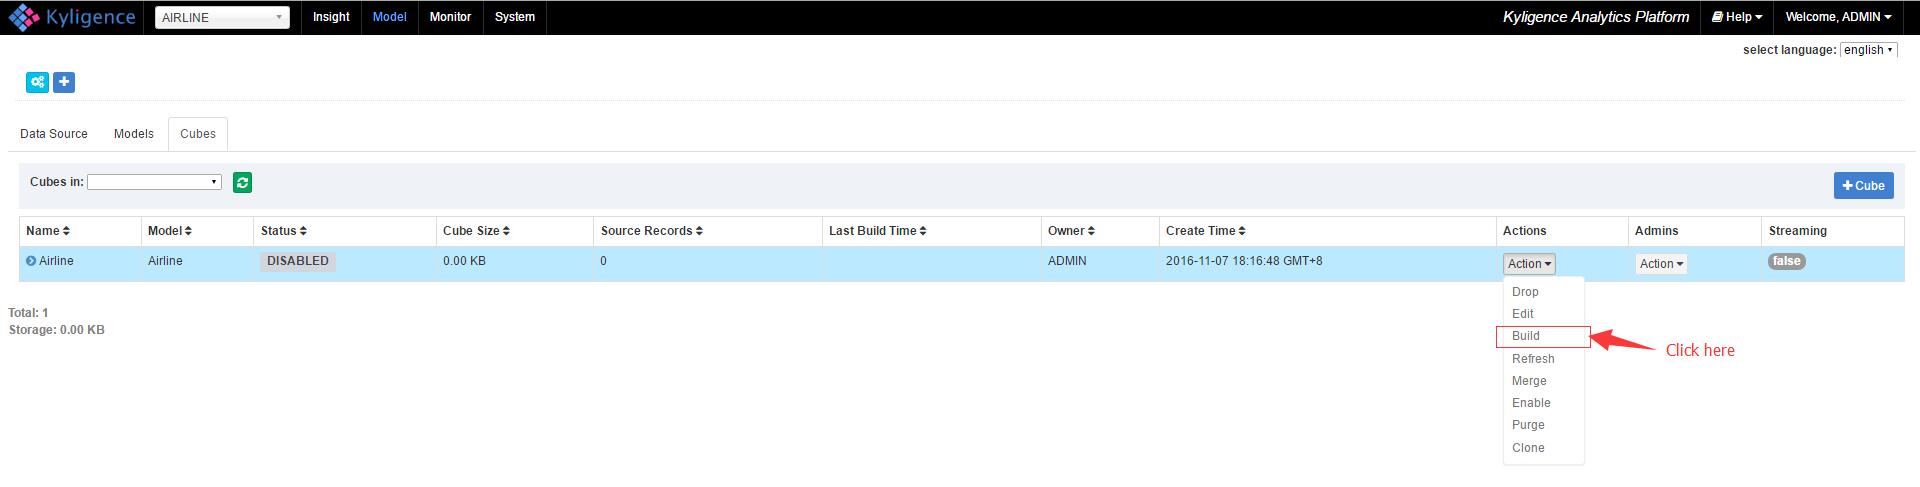 Kyligence AIRLINE Insight Model Monitor System Kyligence Analytics Platform Help Welcome, ADMIN
select language: english
Data Source Models Cubes
Cubes in: Cube
Name Model Status Cube Size Source Records Last Build Time Owner Create Time Actions Admins Streaming
Airline Airline DISABLED 0.00 KB 0 ADMIN 2016-11-07 18:16:48 GMT+8 Action Action false
Drop
Edit
Build
Click here
Refresh
Merge
Enable
Purge
Clone
Total: 1
Storage: 0.00 KB